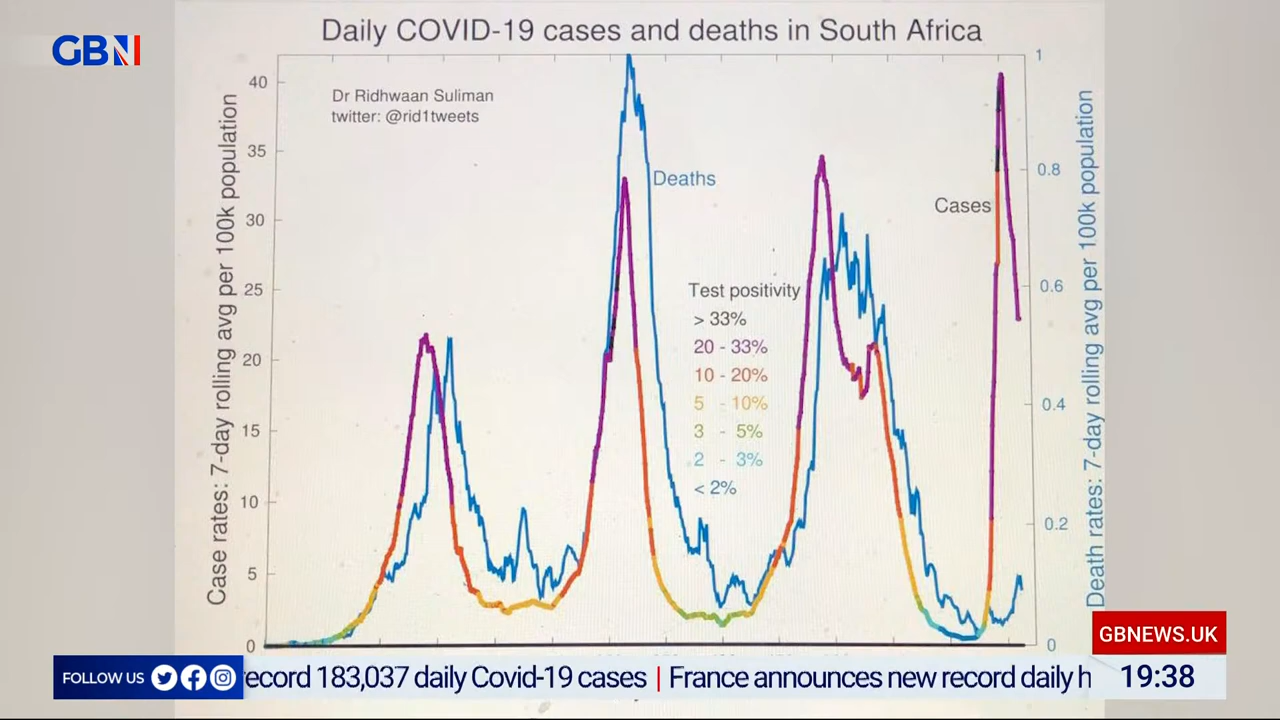 GBN
Daily COVID-19 cases and deaths in South Africa
Dr Ridhwaan Suliman
twitter: @rid1tweets
Case rates: 7-day rolling avg per 100k population
40
35
30
25
20
15
10
5
0
Deaths
Cases
Test positivity
> 33%
20 - 33%
10 - 20%
5 - 10%
3 - 5%
2 - 3%
< 2%
1
0.8
0.6
0.4
0.2
0
Death rates: 7-day rolling avg per 100k population
GBNEWS.UK
FOLLOW US
record 183,037 daily Covid-19 cases | France announces new record daily h
19:38